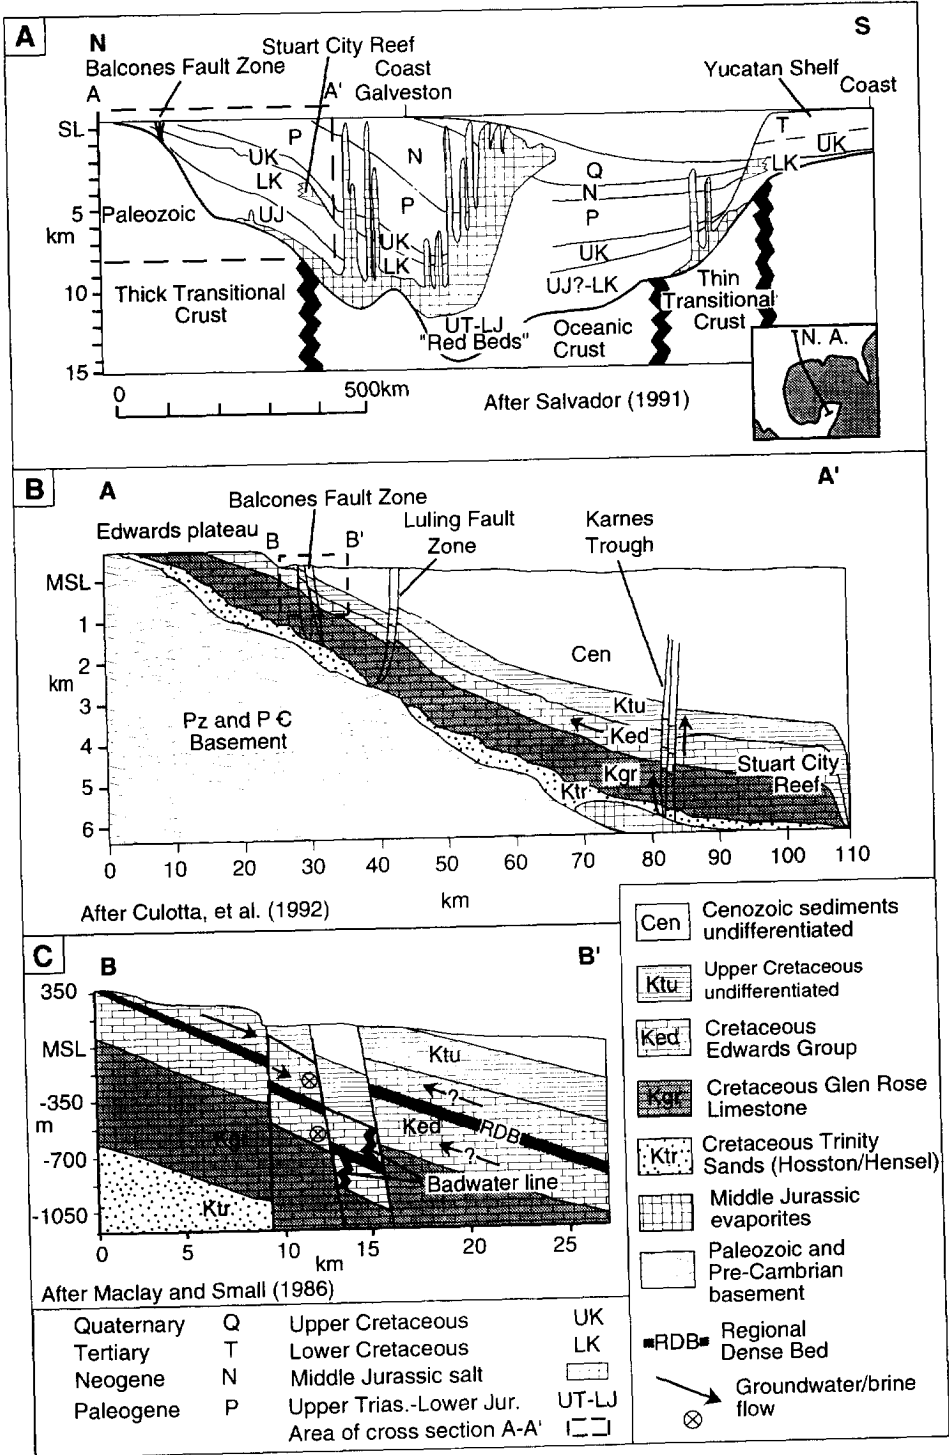 A
N
S
Stuart City Reef
Balcones Fault Zone
Coast
Galveston
Yucatan Shelf
Coast
A
A'
SL
P
N
T
UK
UK
LK
LK
Q
N
P
P
Paleozoic
5
UJ
km
UK
UK
LK
UJ?-LK
10
Thick Transitional
Crust
Thin
Transitional
Crust
UT-LJ
"Red Beds"
Oceanic
Crust
N. A.
15
0
500km
After Salvador (1991)
B
A
A'
Balcones Fault Zone
Edwards plateau
B
B'
Luling Fault
Zone
Karnes
Trough
MSL
1
2
km
3
4
5
6
Cen
Ktu
Pz and P Є
Basement
Ked
Kgr
Stuart City
Reef
Ktr
0 10 20 30 40 50 60 70 80 90 100 110
km
After Culotta, et al. (1992)
C
B
B'
350
MSL
-350
m
-700
-1050
Ktu
?
Ked
RDB
?
Kgr
Badwater line
Ktr
0 5 10 15 20 25
km
After Maclay and Small (1986)
Cen
Cenozoic sediments
undifferentiated
Ktu
Upper Cretaceous
undifferentiated
Ked
Cretaceous
Edwards Group
Kgr
Cretaceous Glen Rose
Limestone
Ktr
Cretaceous Trinity
Sands (Hosston/Hensel)
Middle Jurassic
evaporites
Paleozoic and
Pre-Cambrian
basement
RDB
Regional
Dense Bed
Groundwater/brine
flow
Quaternary Q Upper Cretaceous UK
Tertiary T Lower Cretaceous LK
Neogene N Middle Jurassic salt
Paleogene P Upper Trias.-Lower Jur. UT-LJ
Area of cross section A-A'